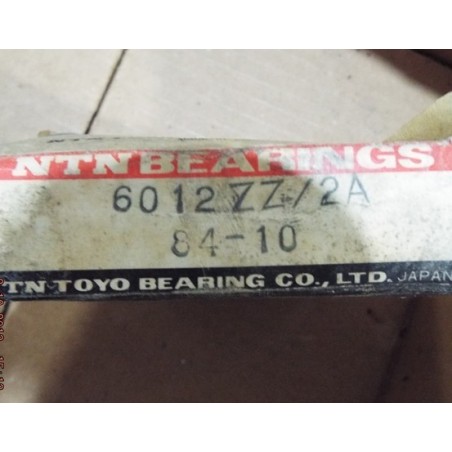 NTN BEARINGS
6012ZZ/2A
84-10
NTN TOYO BEARING CO., LTD. JAPAN